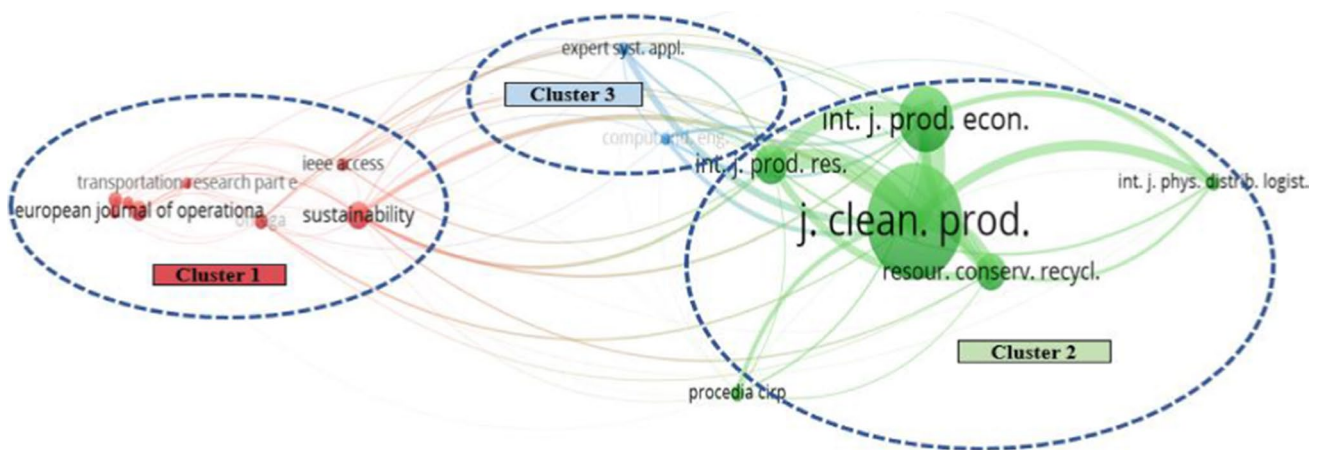 expert syst. appl.
Cluster 3
int. j. prod. econ.
int. j. prod. res.
ieee access
transportation research part e
int. j. phys. distrib. logist.
european journal of operationa
sustainability
j. clean. prod.
Cluster 1
resour. conserv. recycl.
Cluster 2
procedia cirp